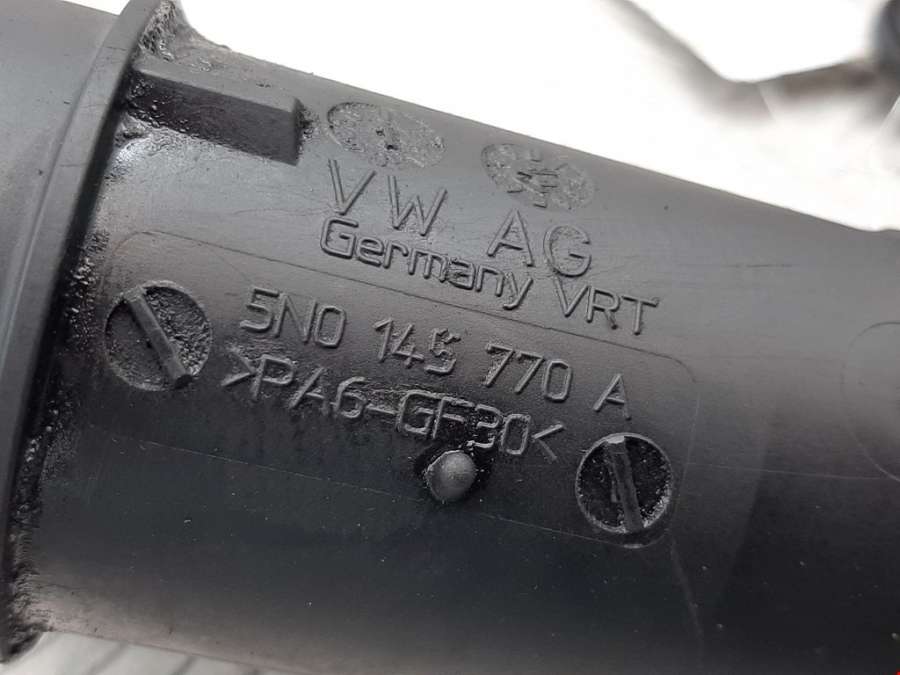 VW AG
Germany VRT
5N0 145 770 A
>PA6-GF30<